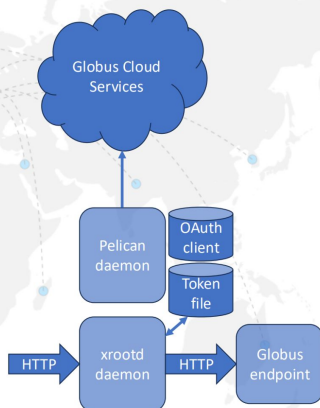 Globus Cloud
Services
Pelican
daemon
OAuth
client
Token
file
HTTP
xrootd
daemon
HTTP
Globus
endpoint